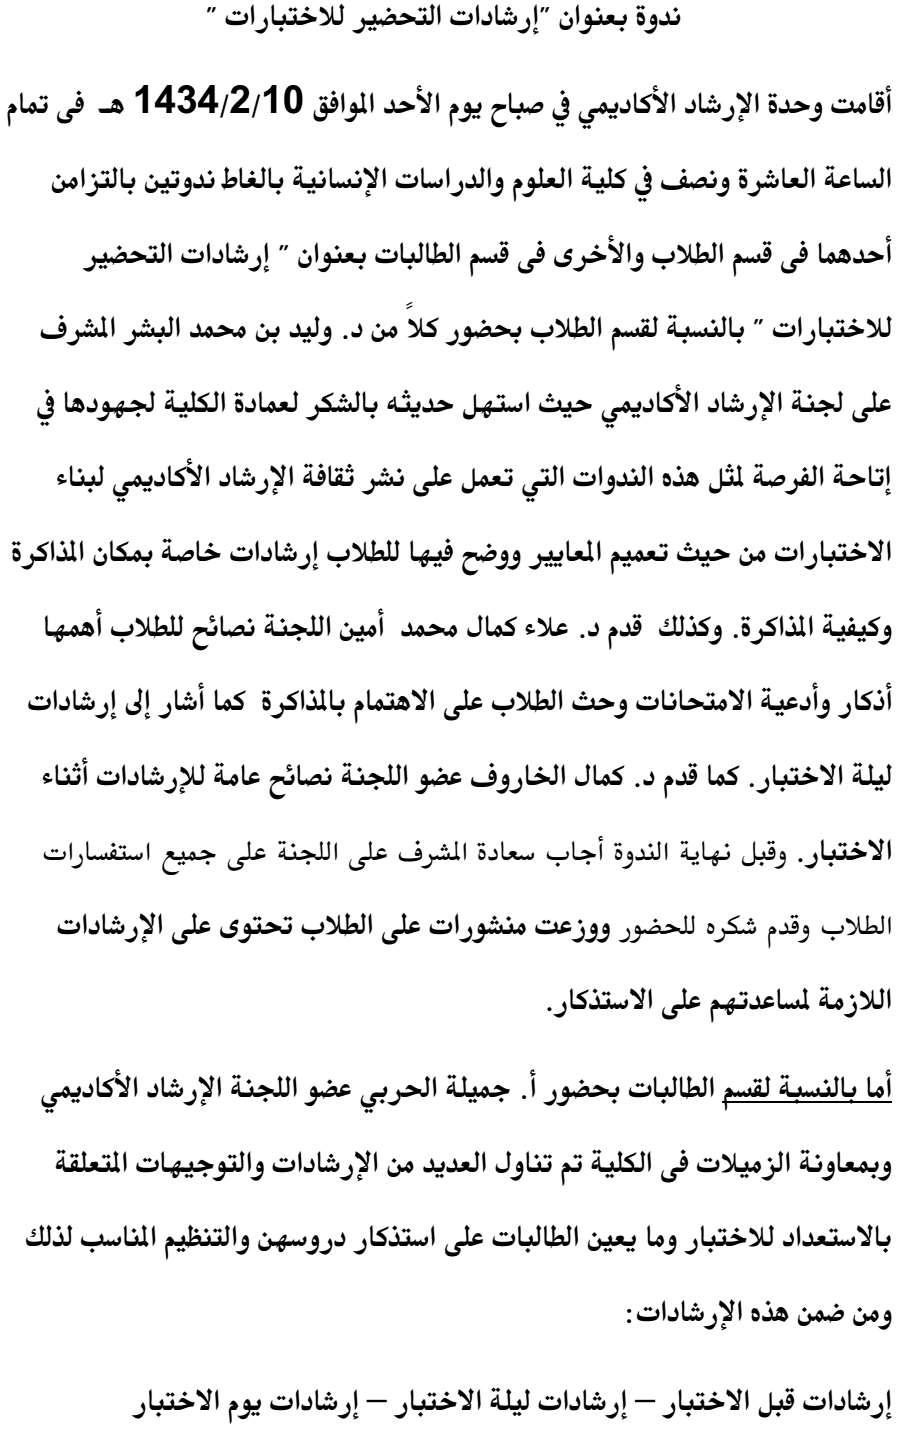 ندوة بعنوان "إرشادات التحضير للاختبارات "
أقامت وحدة الإرشاد الأكاديمي في صباح يوم الأحد الموافق 1434/2/10 هـ فى تمام
الساعة العاشرة ونصف في كلية العلوم والدراسات الإنسانية بالغاط ندوتين بالتزامن
أحدهما فى قسم الطلاب والأخرى فى قسم الطالبات بعنوان " إرشادات التحضير
للاختبارات " بالنسبة لقسم الطلاب بحضور كلاً من د. وليد بن محمد البشر المشرف
على لجنة الإرشاد الأكاديمي حيث استهل حديثه بالشكر لعمادة الكلية لجهودها في
إتاحة الفرصة لمثل هذه الندوات التي تعمل على نشر ثقافة الإرشاد الأكاديمي لبناء
الاختبارات من حيث تعميم المعايير ووضح فيها للطلاب إرشادات خاصة بمكان المذاكرة
وكيفية المذاكرة. وكذلك قدم د. علاء كمال محمد أمين اللجنة نصائح للطلاب أهمها
أذكار وأدعية الامتحانات وحث الطلاب على الاهتمام بالمذاكرة كما أشار إلى إرشادات
ليلة الاختبار. كما قدم د. كمال الخاروف عضو اللجنة نصائح عامة للإرشادات أثناء
الاختبار. وقبل نهاية الندوة أجاب سعادة المشرف على اللجنة على جميع استفسارات
الطلاب وقدم شكره للحضور ووزعت منشورات على الطلاب تحتوى على الإرشادات
اللازمة لمساعدتهم على الاستذكار.
أما بالنسبة لقسم الطالبات بحضور أ. جميلة الحربي عضو اللجنة الإرشاد الأكاديمي
وبمعاونة الزميلات فى الكلية تم تناول العديد من الإرشادات والتوجيهات المتعلقة
بالاستعداد للاختبار وما يعين الطالبات على استذكار دروسهن والتنظيم المناسب لذلك
ومن ضمن هذه الإرشادات:
إرشادات قبل الاختبار – إرشادات ليلة الاختبار – إرشادات يوم الاختبار